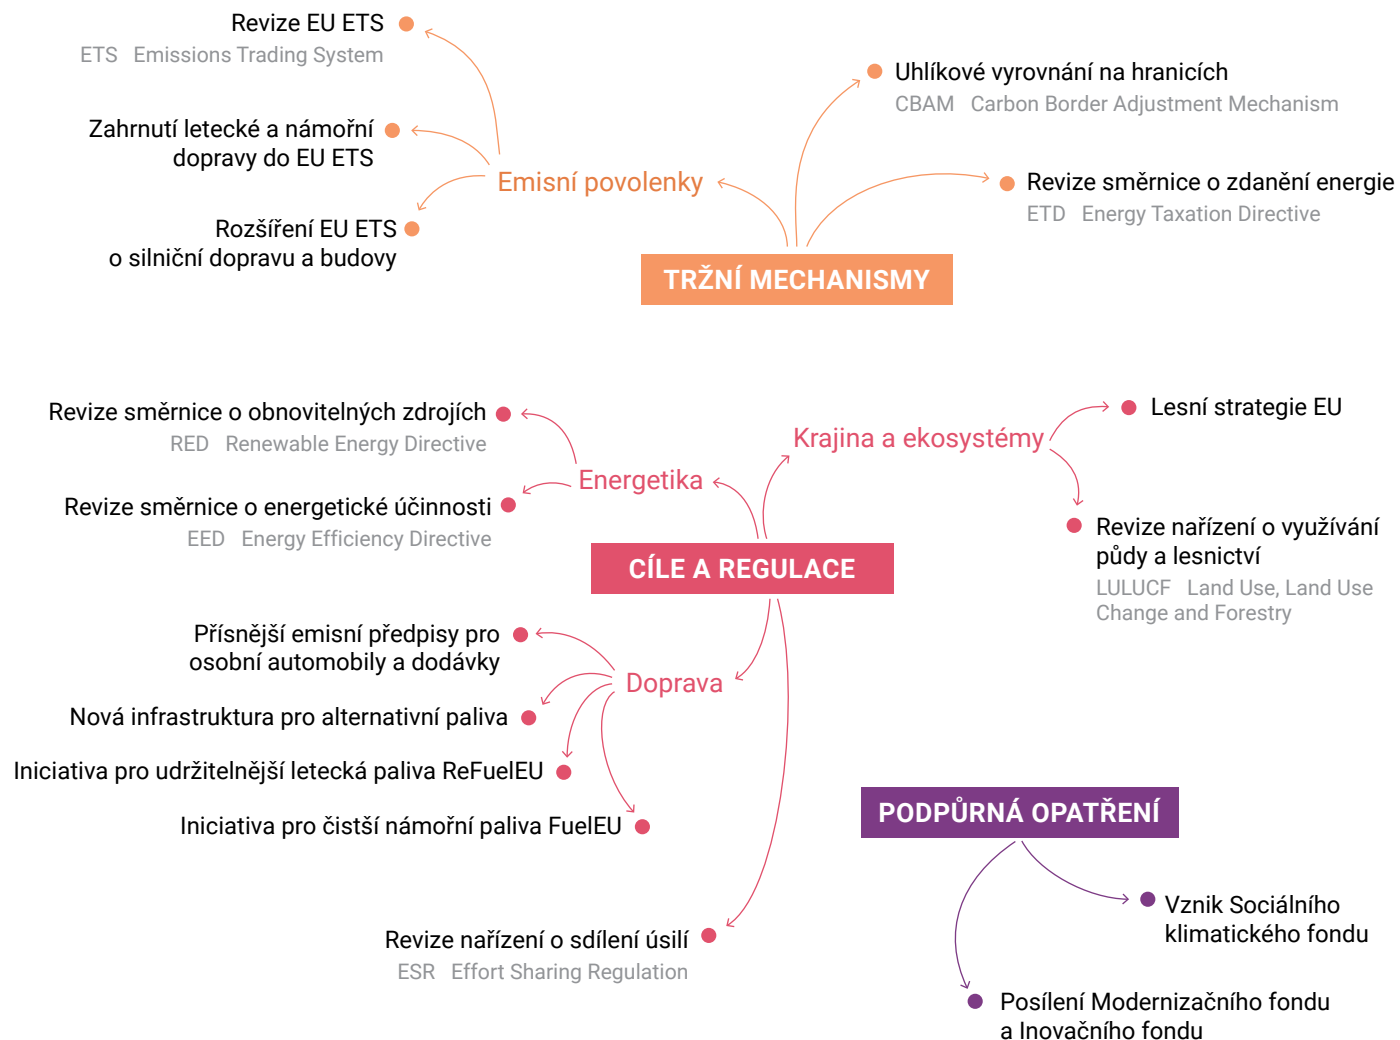 Revize EU ETS
ETS Emissions Trading System
Zahrnutí letecké a námořní
dopravy do EU ETS
Rozšíření EU ETS
o silniční dopravu a budovy
Emisní povolenky
Uhlíkové vyrovnání na hranicích
CBAM Carbon Border Adjustment Mechanism
Revize směrnice o zdanění energie
ETD Energy Taxation Directive
TRŽNÍ MECHANISMY
Revize směrnice o obnovitelných zdrojích
RED Renewable Energy Directive
Energetika
Revize směrnice o energetické účinnosti
EED Energy Efficiency Directive
Krajina a ekosystémy
Lesní strategie EU
Revize nařízení o využívání
půdy a lesnictví
LULUCF Land Use, Land Use
Change and Forestry
CÍLE A REGULACE
Přísnější emisní předpisy pro
osobní automobily a dodávky
Doprava
Nová infrastruktura pro alternativní paliva
Iniciativa pro udržitelnější letecká paliva ReFuelEU
Iniciativa pro čistší námořní paliva FuelEU
Revize nařízení o sdílení úsilí
ESR Effort Sharing Regulation
PODPŮRNÁ OPATŘENÍ
Vznik Sociálního
klimatického fondu
Posílení Modernizačního fondu
a Inovačního fondu